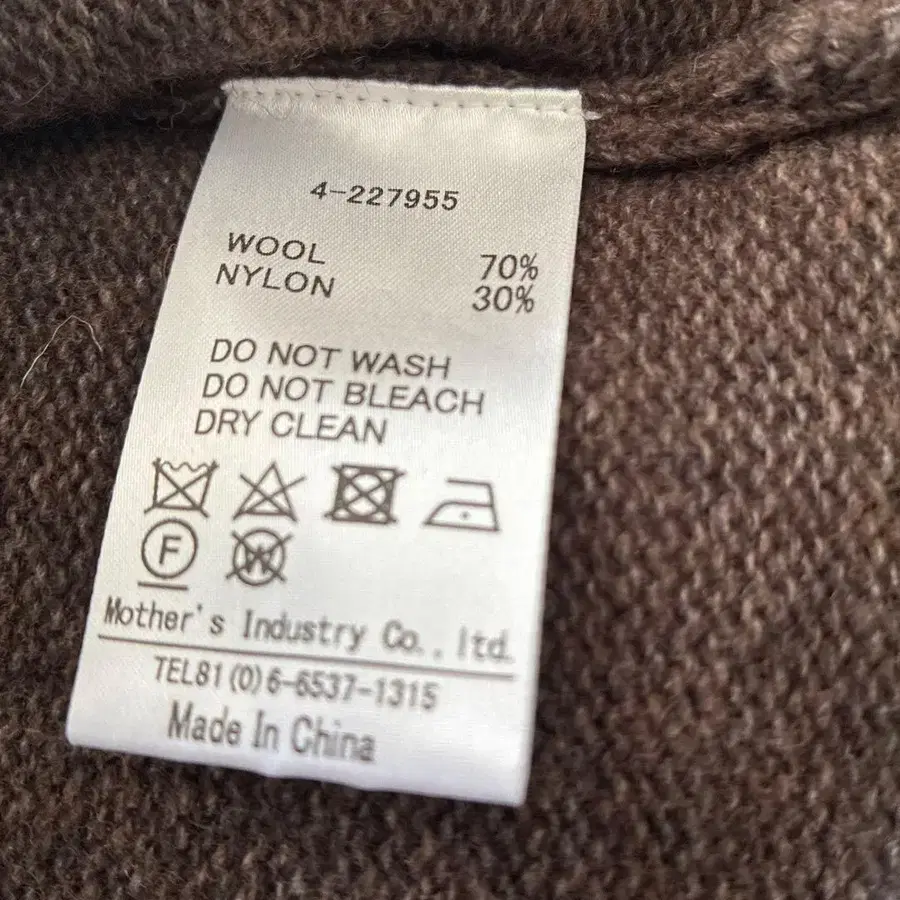 4-227955
WOOL 70%
NYLON 30%
DO NOT WASH
DO NOT BLEACH
DRY CLEAN
F W
Mother's Industry Co., ltd.
TEL81(0)6-6537-1315
Made In China